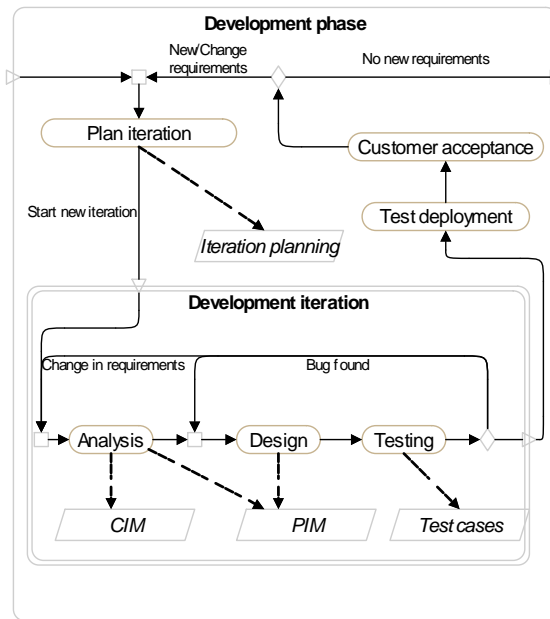 Development phase
New/Change
requirements
No new requirements
Plan iteration
Customer acceptance
Start new iteration
Test deployment
Iteration planning
Development iteration
Change in requirements
Bug found
Analysis
Design
Testing
CIM
PIM
Test cases